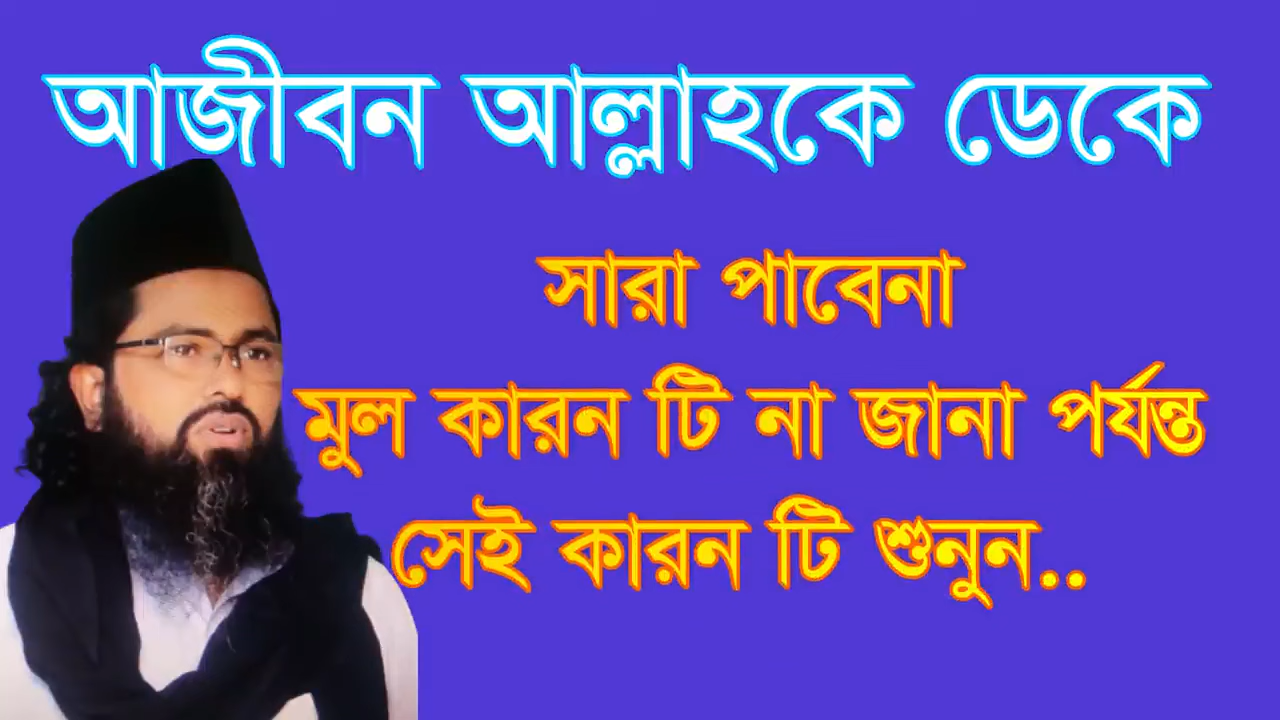 আজীবন আল্লাহকে ডেকে
সারা পাবেনা
মুল কারন টি না জানা পর্যন্ত
সেই কারন টি শুনুন..